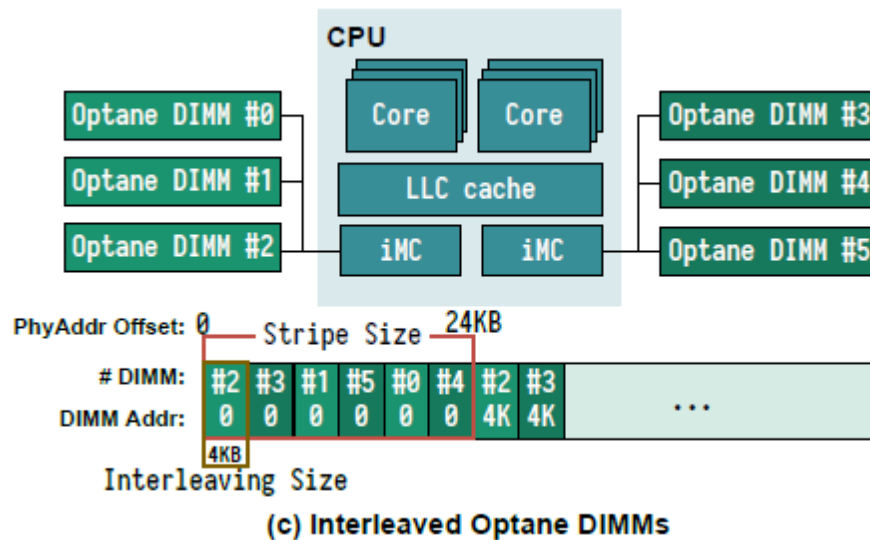 CPU
Optane DIMM #0
Optane DIMM #1
Optane DIMM #2
Core
Core
LLC cache
iMC
iMC
Optane DIMM #3
Optane DIMM #4
Optane DIMM #5
PhyAddr Offset: 0 Stripe Size 24KB
# DIMM: #2 #3 #1 #5 #0 #4 #2 #3
DIMM Addr: 0 0 0 0 0 0 4K 4K ...
4KB
Interleaving Size
(c) Interleaved Optane DIMMs